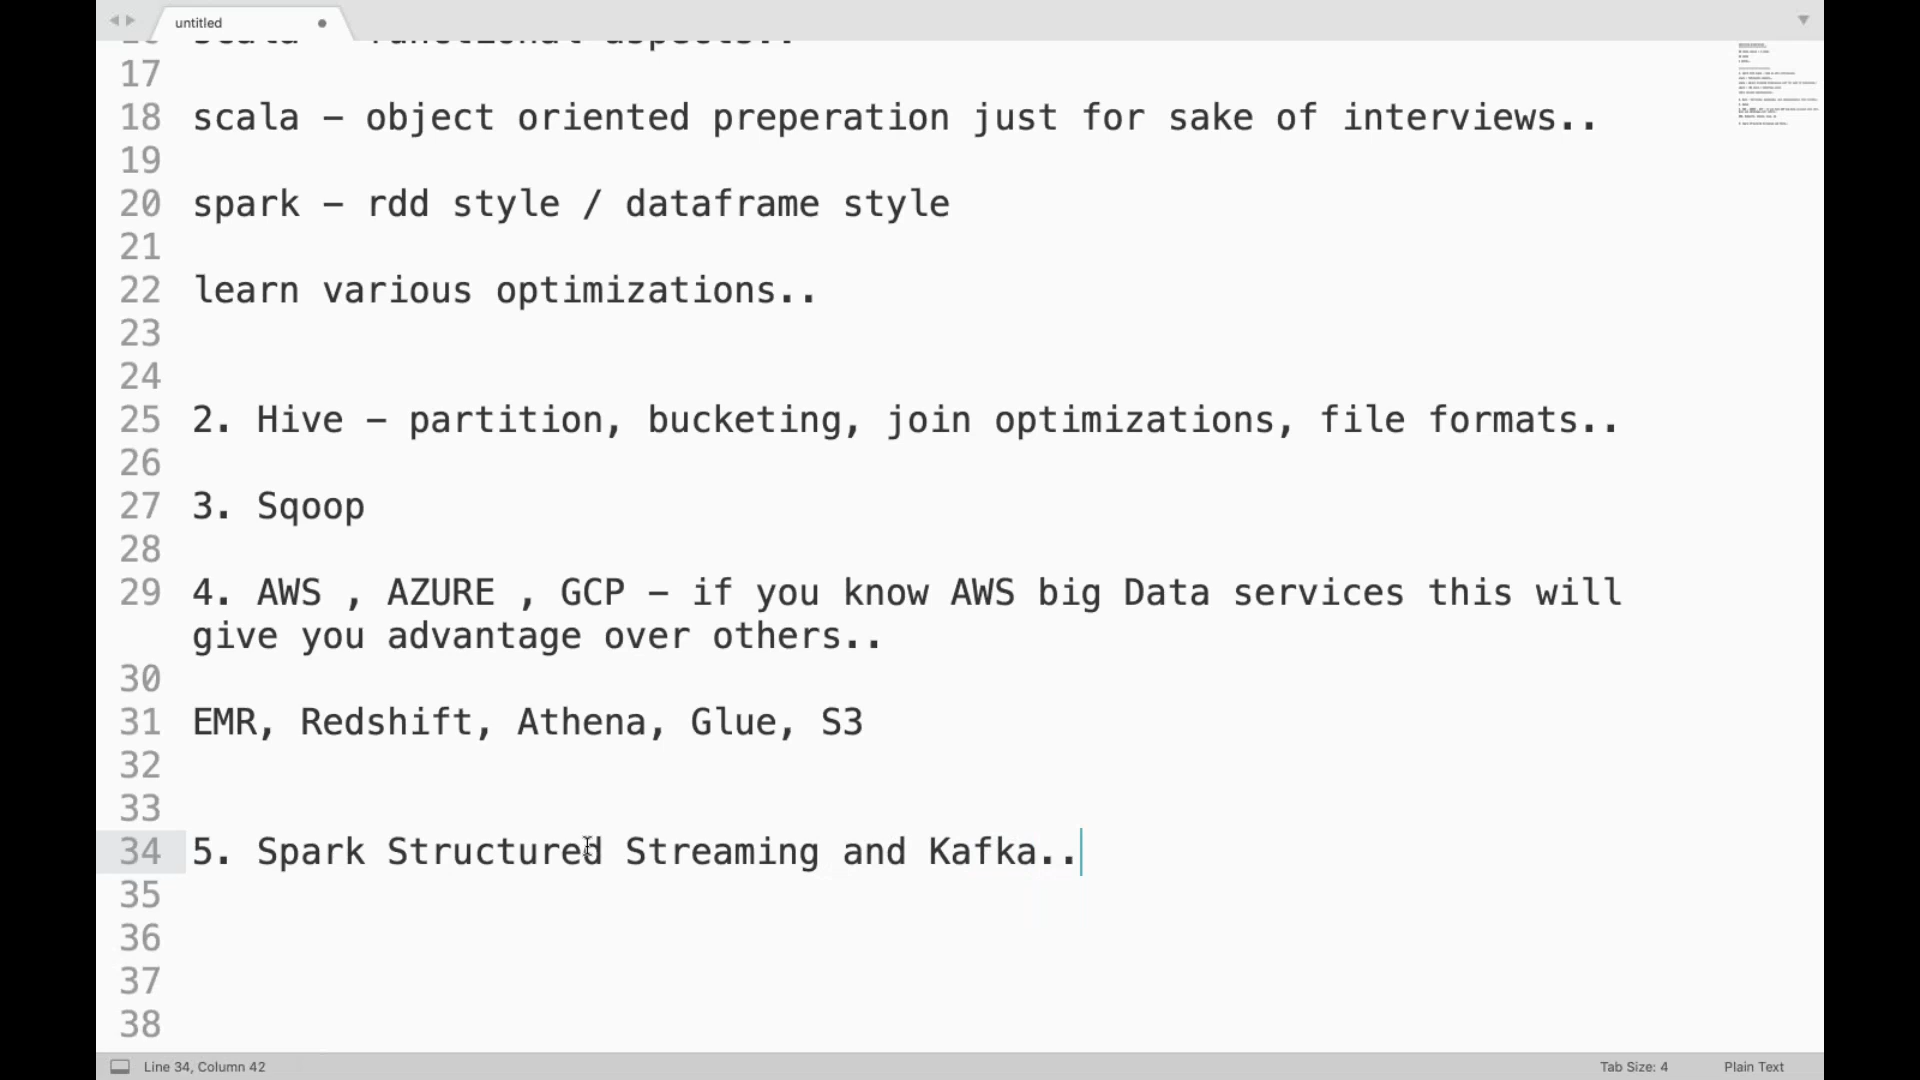 untitled
16 scala - functional aspects..
17
18 scala - object oriented preperation just for sake of interviews..
19
20 spark - rdd style / dataframe style
21
22 learn various optimizations..
23
24
25 2. Hive - partition, bucketing, join optimizations, file formats..
26
27 3. Sqoop
28
29 4. AWS , AZURE , GCP - if you know AWS big Data services this will
give you advantage over others..
30
31 EMR, Redshift, Athena, Glue, S3
32
33
34 5. Spark Structured Streaming and Kafka..
35
36
37
38
Line 34, Column 42
Tab Size: 4
Plain Text